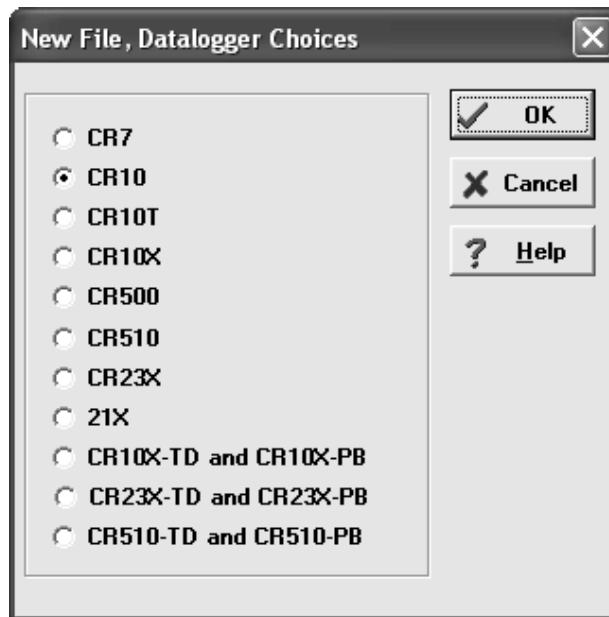 New File, Datalogger Choices
CR7
CR10
CR10T
CR10X
CR500
CR510
CR23X
21X
CR10X-TD and CR10X-PB
CR23X-TD and CR23X-PB
CR510-TD and CR510-PB
OK
Cancel
Help